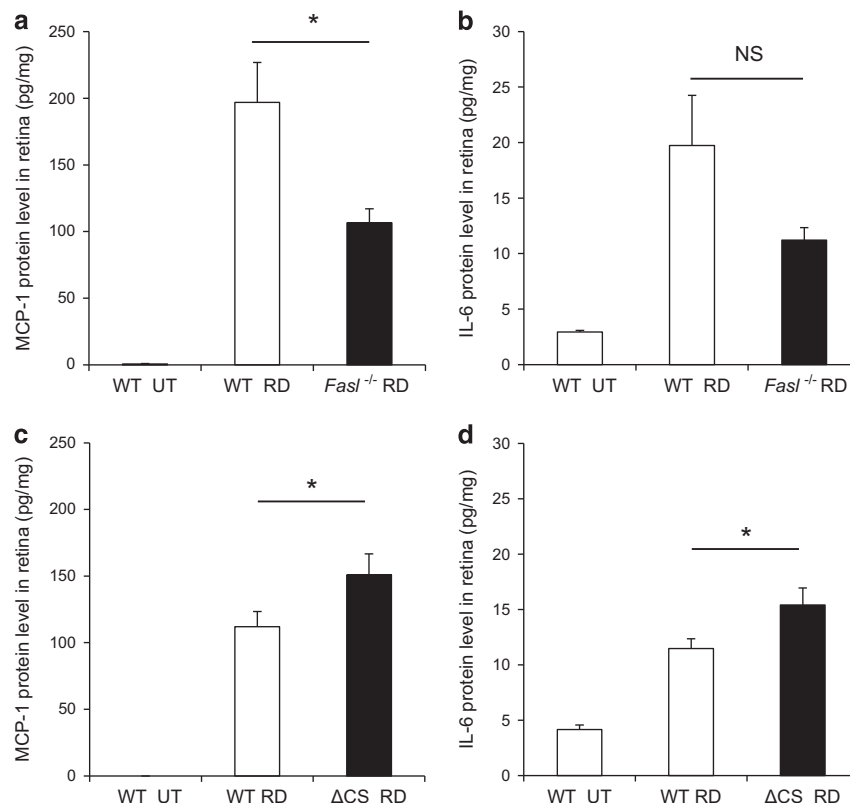 a
*
MCP-1 protein level in retina (pg/mg)
250
200
150
100
50
0
WT UT WT RD Fasl -/- RD
b
NS
IL-6 protein level in retina (pg/mg)
30
25
20
15
10
5
0
WT UT WT RD Fasl -/- RD
c
*
MCP-1 protein level in retina (pg/mg)
250
200
150
100
50
0
WT UT WT RD ΔCS RD
d
*
IL-6 protein level in retina (pg/mg)
30
25
20
15
10
5
0
WT UT WT RD ΔCS RD